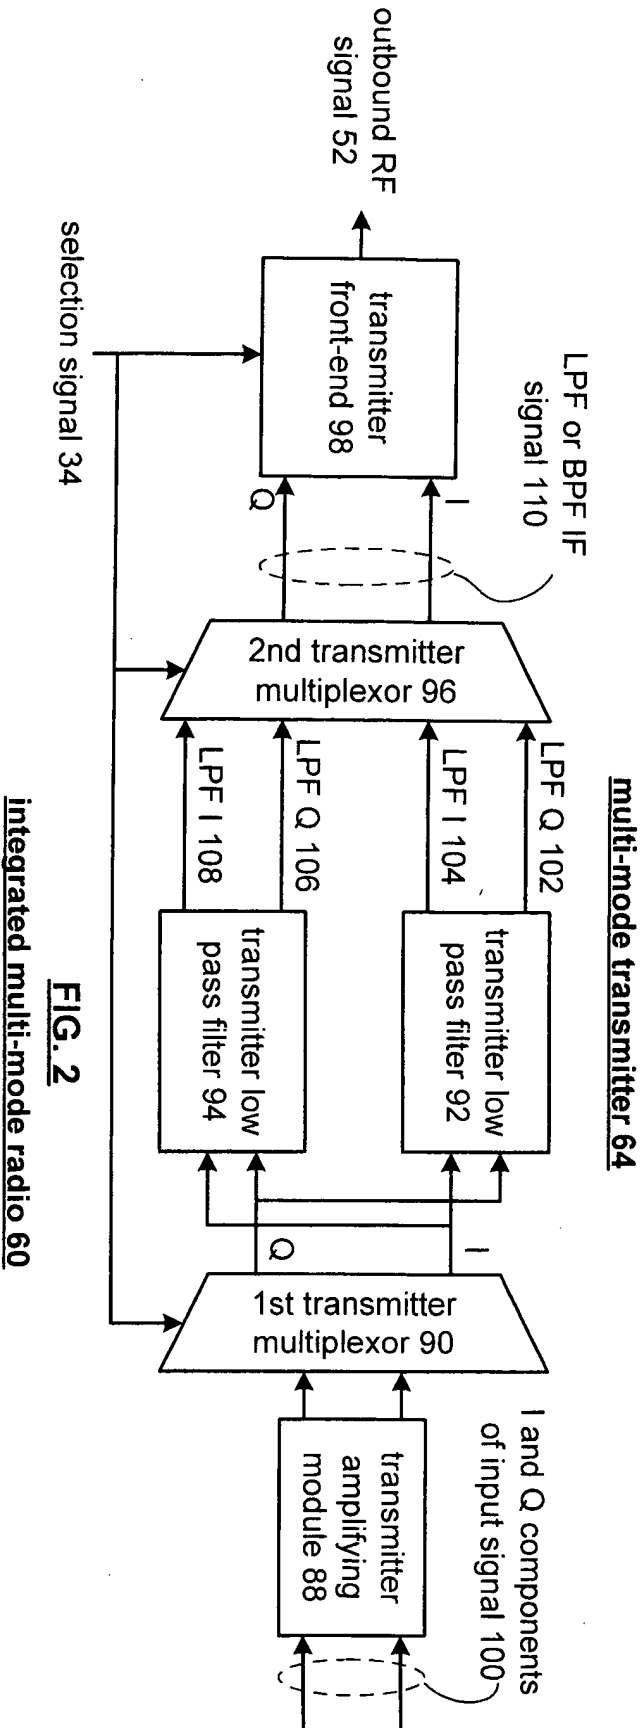 multi-mode transmitter 64
outbound RF
signal 52
transmitter
front-end 98
selection signal 34
LPF or BPF IF
signal 110
I
Q
2nd transmitter
multiplexor 96
LPF Q 102
LPF I 104
LPF Q 106
LPF I 108
transmitter low
pass filter 92
transmitter low
pass filter 94
I
Q
1st transmitter
multiplexor 90
transmitter
amplifying
module 88
I and Q components
of input signal 100
FIG. 2
integrated multi-mode radio 60